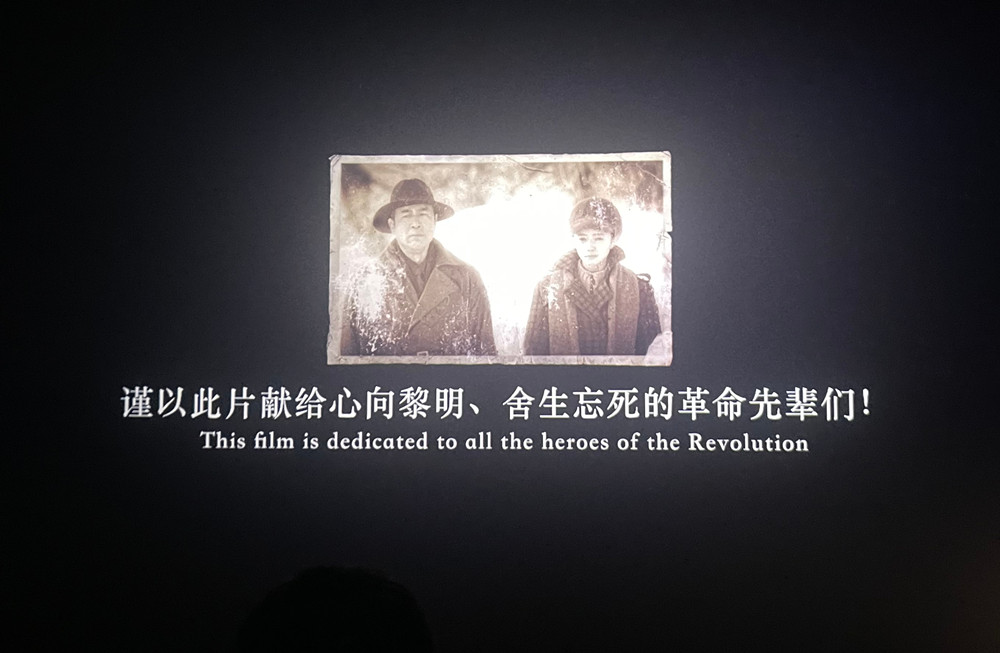 谨以此片献给心向黎明、舍生忘死的革命先辈们！
This film is dedicated to all the heroes of the Revolution